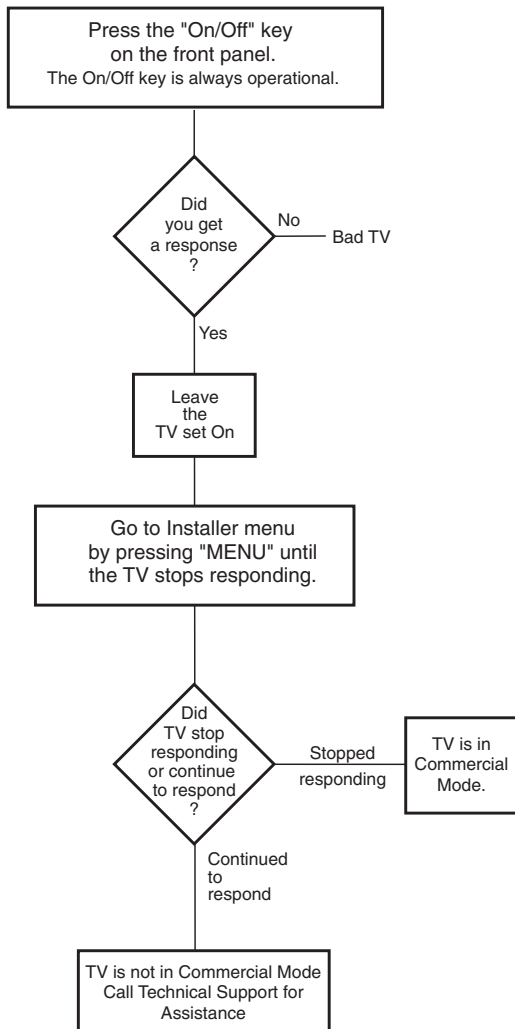 Press the "On/Off" key
on the front panel.
The On/Off key is always operational.
Did
you get
a response
?
No
Bad TV
Yes
Leave
the
TV set On
Go to Installer menu
by pressing "MENU" until
the TV stops responding.
Did
TV stop
responding
or continue
to respond
?
Stopped
responding
TV is in
Commercial
Mode.
Continued
to
respond
TV is not in Commercial Mode
Call Technical Support for
Assistance